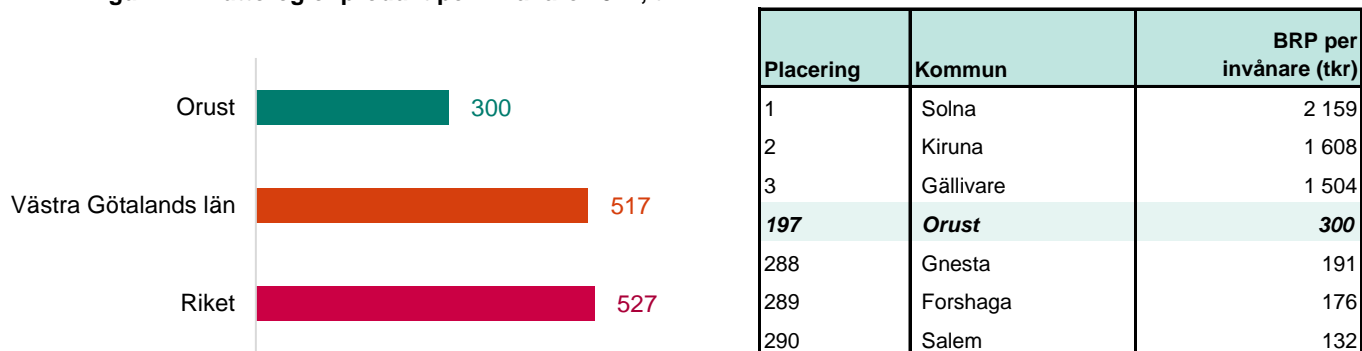 Orust 300
Västra Götalands län 517
Riket 527
Placering Kommun BRP per invånare (tkr)
1 Solna 2 159
2 Kiruna 1 608
3 Gällivare 1 504
197 Orust 300
288 Gnesta 191
289 Forshaga 176
290 Salem 132